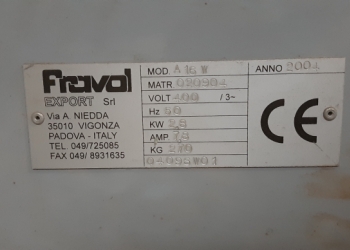 Fravol
EXPORT Srl
Via A. NIEDDA
35010 VIGONZA
PADOVA - ITALY
TEL. 049/725085
FAX 049/ 8931635
MOD. A 16 V
MATR.
VOLT 400 / 3~
Hz 50
KW
AMP.
KG
ANNO 2004
CE